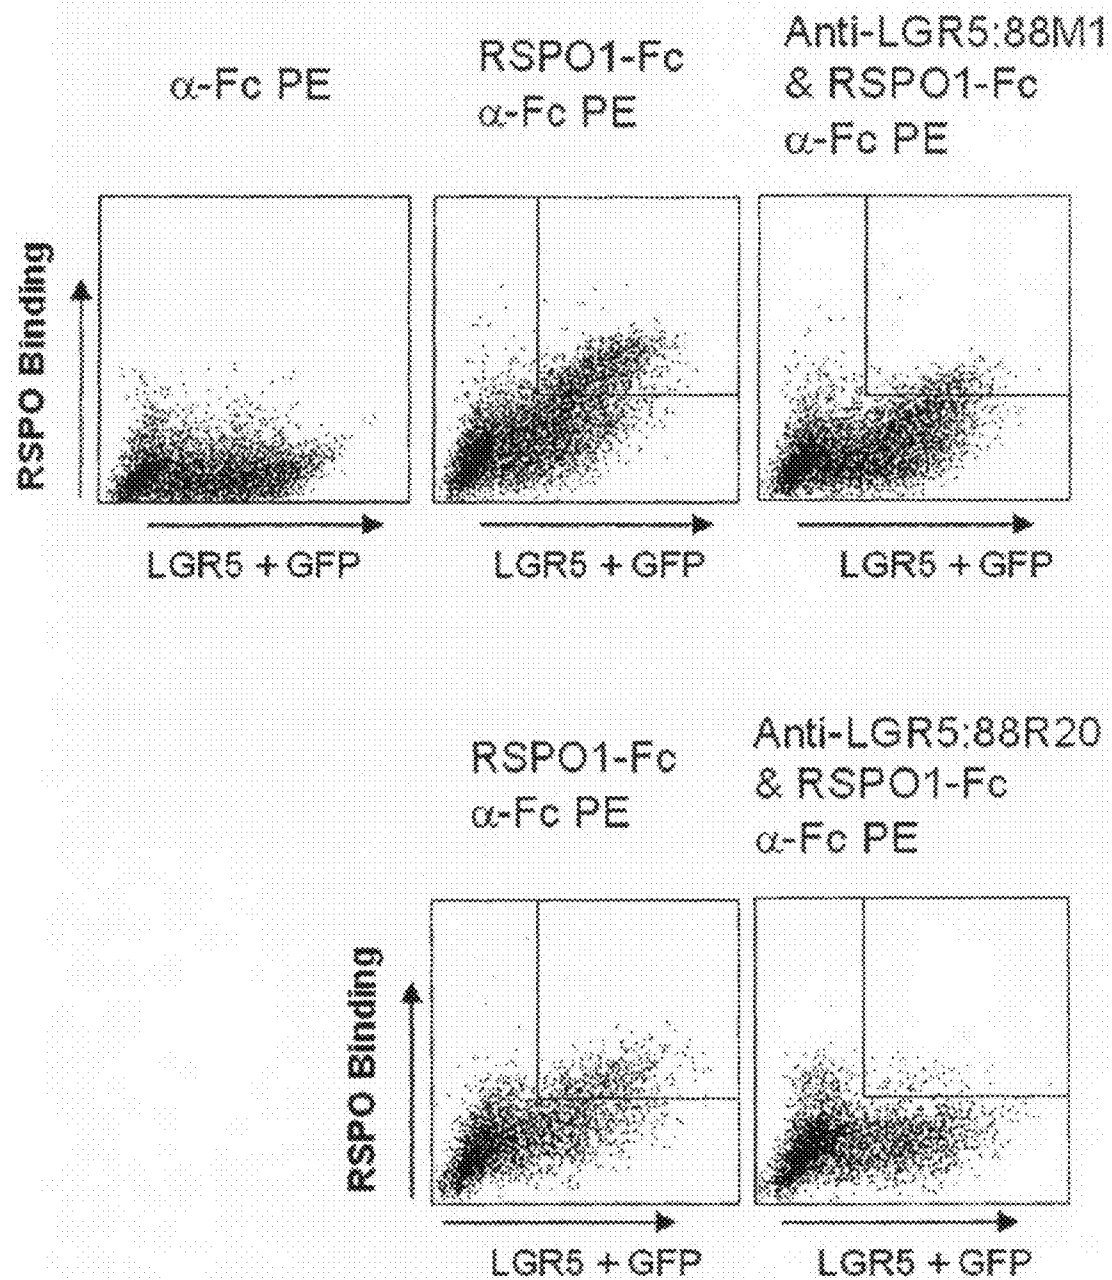 α-Fc PE
RSPO1-Fc
α-Fc PE
Anti-LGR5:88M1
& RSPO1-Fc
α-Fc PE
RSPO Binding
LGR5 + GFP
LGR5 + GFP
LGR5 + GFP
RSPO1-Fc
α-Fc PE
Anti-LGR5:88R20
& RSPO1-Fc
α-Fc PE
RSPO Binding
LGR5 + GFP
LGR5 + GFP